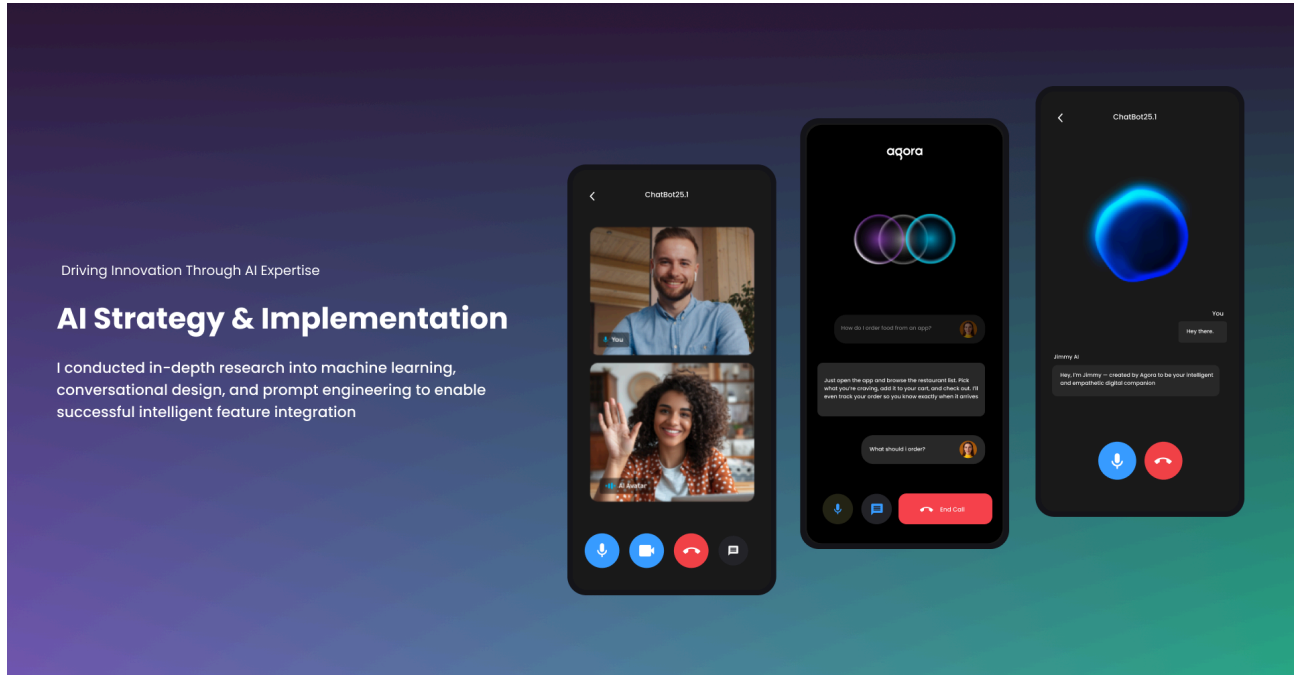 Driving Innovation Through AI Expertise
AI Strategy & Implementation
I conducted in-depth research into machine learning,
conversational design, and prompt engineering to enable
successful intelligent feature integration
ChatBot25.1
You
AI Avatar
agora
How do I order food from an app?
Just open the app and browse the restaurant list. Pick
what you're craving, add it to your cart, and check out. I'll
even track your order so you know exactly when it arrives
What should I order?
End Call
ChatBot25.1
You
Hey there.
Jimmy AI
Hey, I'm Jimmy — created by Agora to be your intelligent
and empathetic digital companion